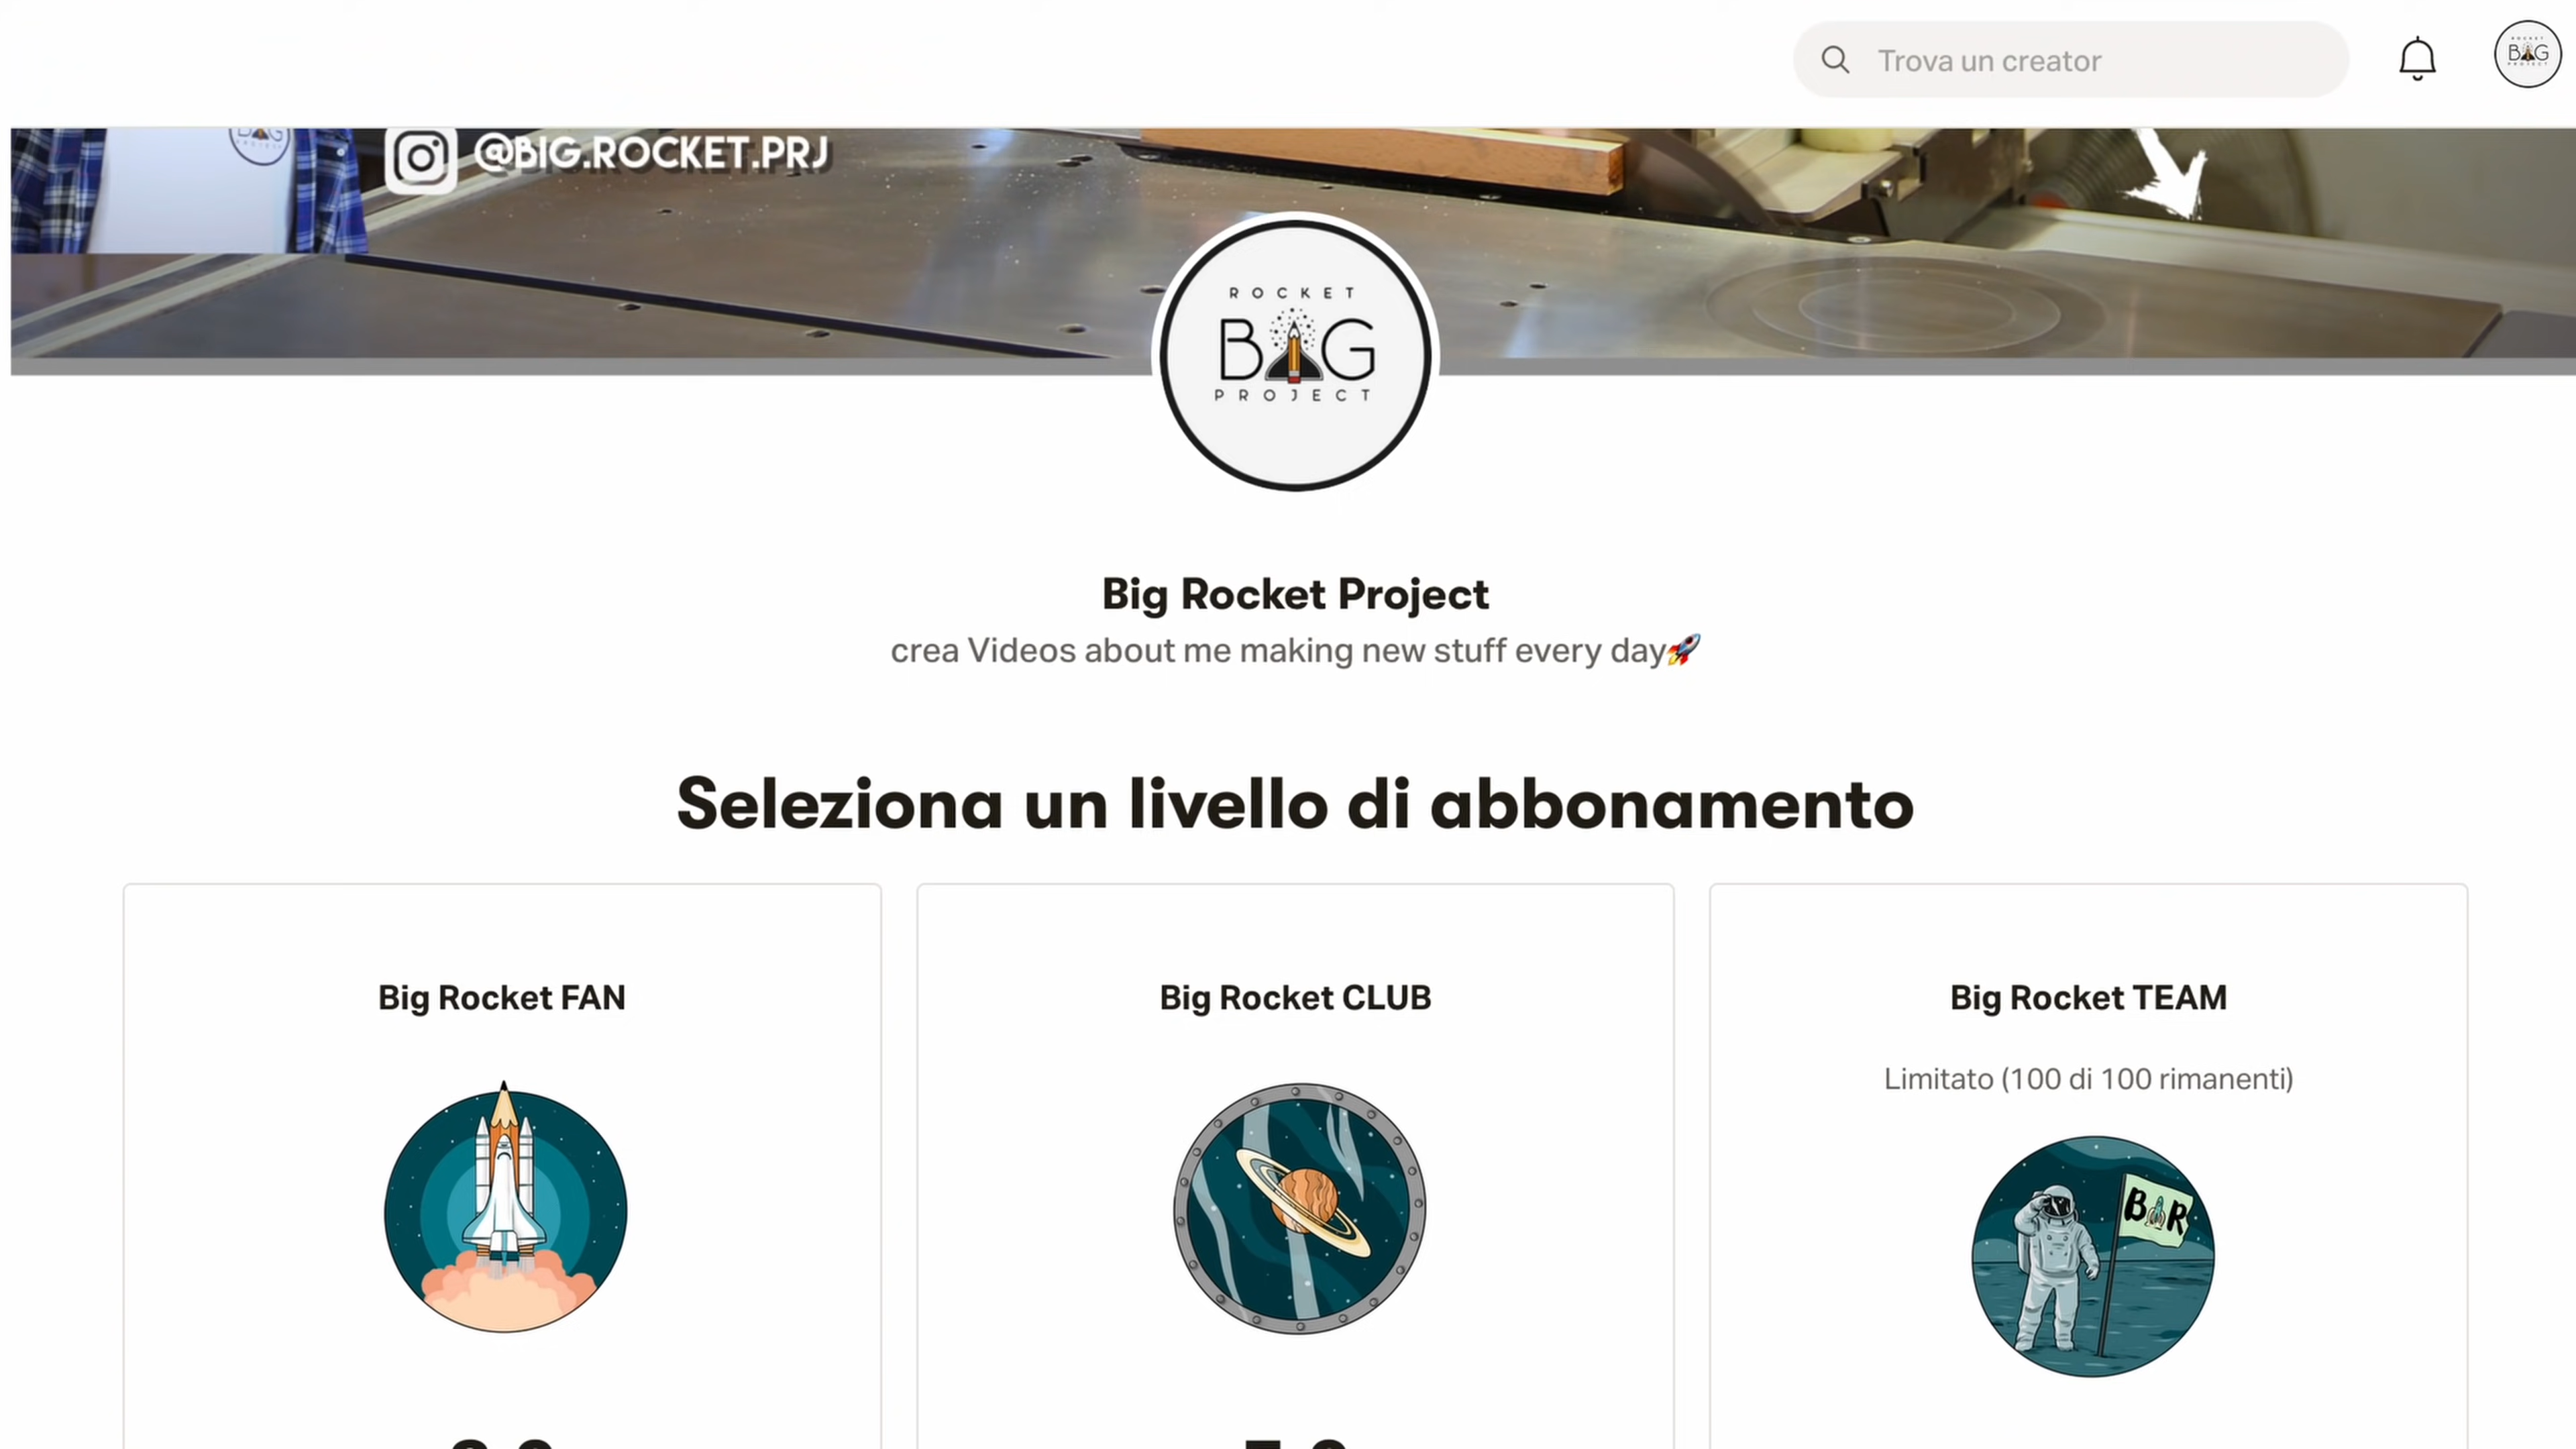 Trova un creator
@BIG.ROCKET.PRJ
ROCKET
BIG
PROJECT
Big Rocket Project
crea Videos about me making new stuff every day🚀
Seleziona un livello di abbonamento
Big Rocket FAN
Big Rocket CLUB
Big Rocket TEAM
Limitato (100 di 100 rimanenti)